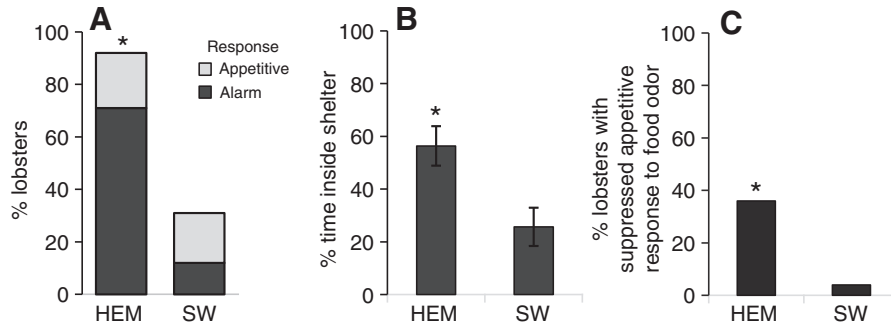 A
100
80
60
40
20
0
% lobsters
*
Response
Appetitive
Alarm
HEM SW
B
100
80
60
40
20
0
% time inside shelter
*
HEM SW
C
100
80
60
40
20
0
% lobsters with
suppressed appetitive
response to food odor
*
HEM SW